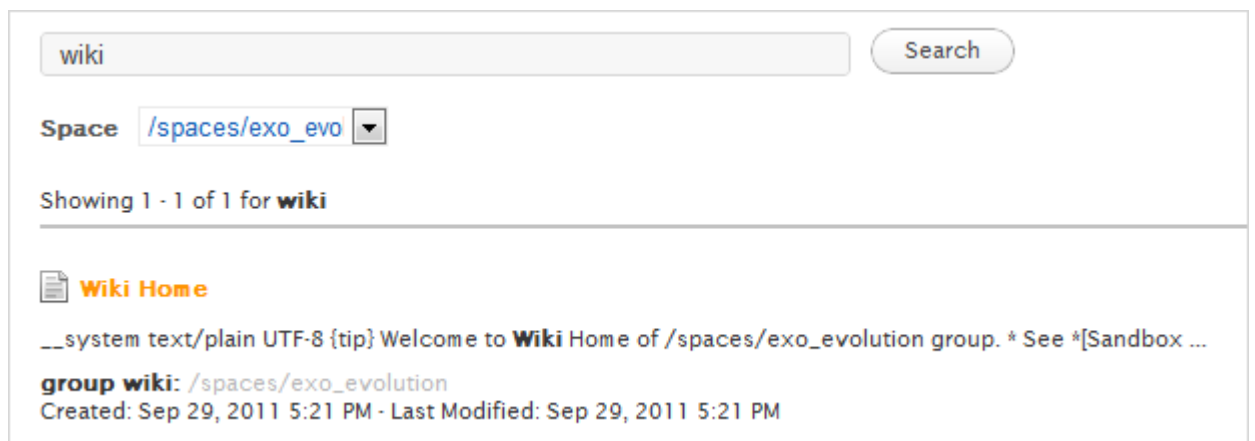 wiki Search
Space /spaces/exo_evo
Showing 1 - 1 of 1 for wiki
Wiki Home
__system text/plain UTF-8 {tip} Welcome to Wiki Home of /spaces/exo_evolution group. * See *[Sandbox ...
group wiki: /spaces/exo_evolution
Created: Sep 29, 2011 5:21 PM - Last Modified: Sep 29, 2011 5:21 PM